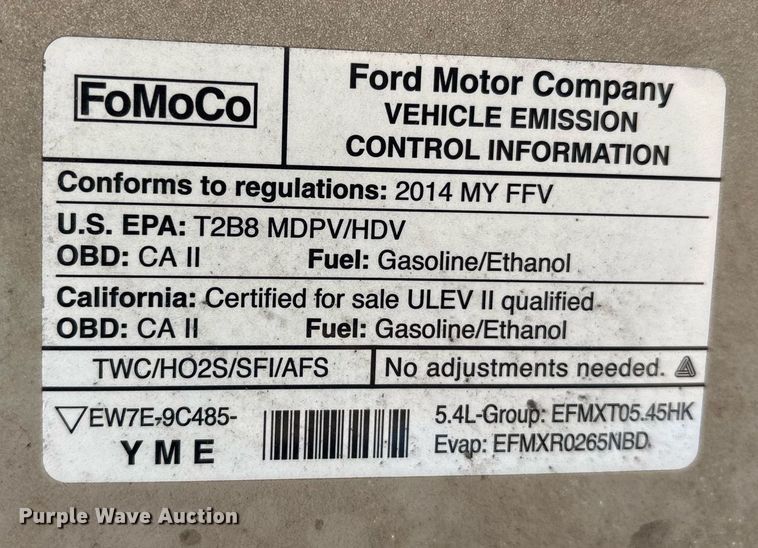 FoMoCo
Ford Motor Company
VEHICLE EMISSION
CONTROL INFORMATION
Conforms to regulations: 2014 MY FFV
U.S. EPA: T2B8 MDPV/HDV
OBD: CA II Fuel: Gasoline/Ethanol
California: Certified for sale ULEV II qualified.
OBD: CA II Fuel: Gasoline/Ethanol
TWC/HO2S/SFI/AFS No adjustments needed.
EW7E-9C485-
YME
5.4L-Group: EFMXT05.45HK
Evap: EFMXR0265NBD
Purple Wave Auction